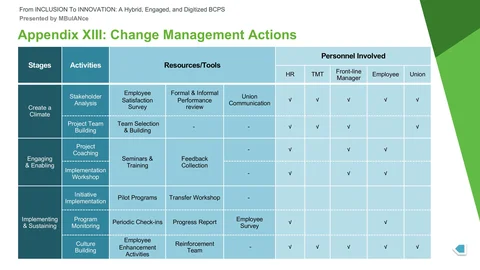 From INCLUSION To INNOVATION: A Hybrid, Engaged, and Digitized BCPS
Presented by MBulANce
Appendix XIII: Change Management Actions
Stages Activities Resources/Tools Personnel Involved
HR TMT Front-line Manager Employee Union
Create a
Climate
Stakeholder
Analysis
Employee
Satisfaction
Survey
Formal & Informal
Performance
review
Union
Communication
√ √ √ √ √
Project Team
Building
Team Selection
& Building
- -
√ √ √ √
Engaging
& Enabling
Project
Coaching
Seminars &
Training
Feedback
Collection
-
√ √ √
Implementation
Workshop
-
√ √ √
Implementing
& Sustaining
Initiative
Implementation
Pilot Programs Transfer Workshop -
Program
Monitoring
Periodic Check-ins Progress Report
Employee
Survey
√ √
Culture
Building
Employee
Enhancement
Activities
Reinforcement
Team
-
√ √ √ √ √